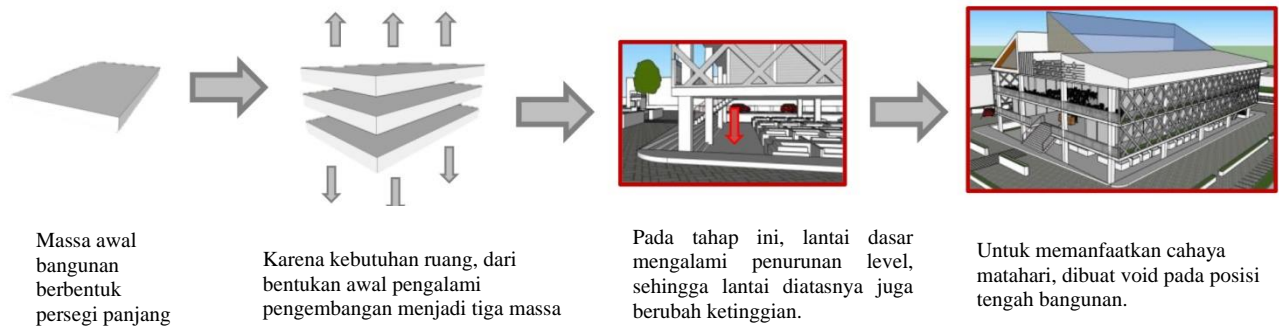 Massa awal
bangunan
berbentuk
persegi panjang
Karena kebutuhan ruang, dari
bentukan awal pengalami
pengembangan menjadi tiga massa
Pada tahap ini, lantai dasar
mengalami penurunan level,
sehingga lantai diatasnya juga
berubah ketinggian.
Untuk memanfaatkan cahaya
matahari, dibuat void pada posisi
tengah bangunan.